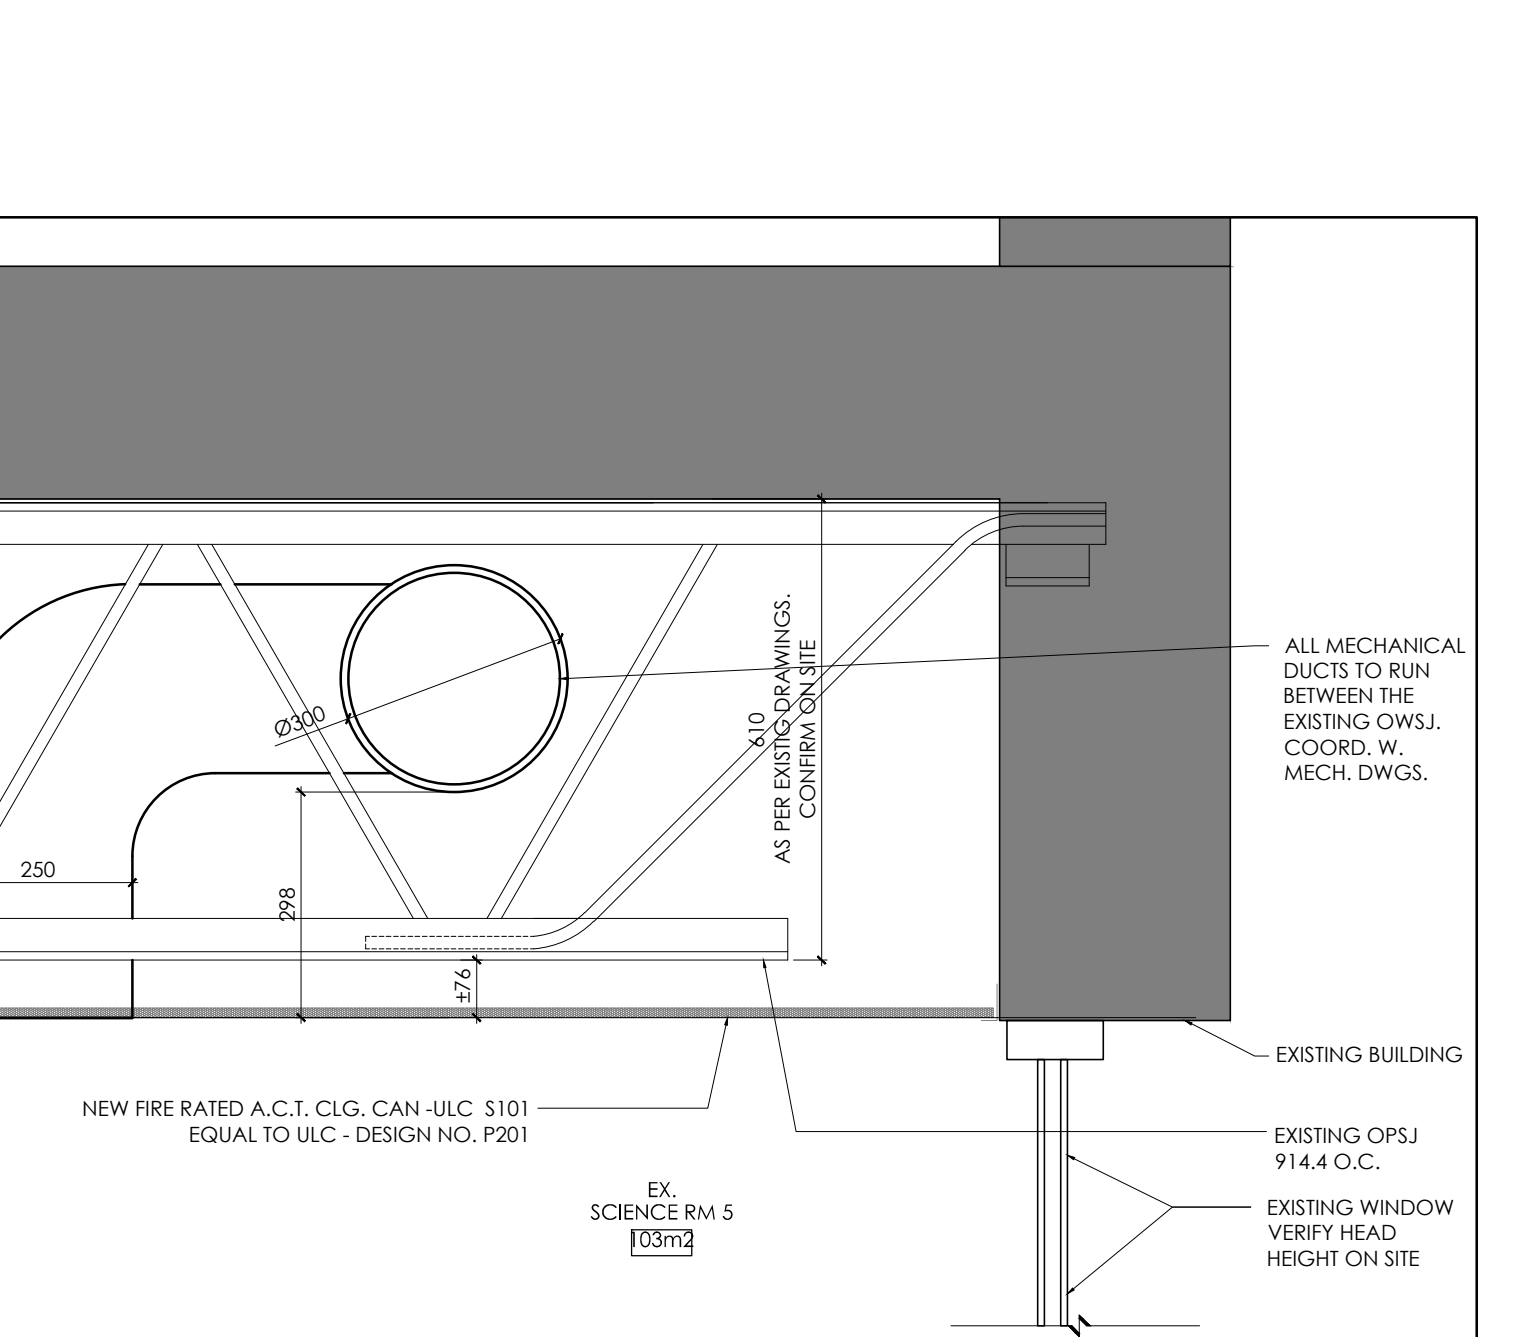 ALL MECHANICAL
DUCTS TO RUN
BETWEEN THE
EXISTING OWSJ.
COORD. W.
MECH. DWGS.
Ø300
610
AS PER EXISTIG DRAWINGS.
CONFIRM ON SITE
250
298
±76
EXISTING BUILDING
NEW FIRE RATED A.C.T. CLG. CAN -ULC S101
EQUAL TO ULC - DESIGN NO. P201
EXISTING OPSJ
914.4 O.C.
EX.
SCIENCE RM 5
103m2
EXISTING WINDOW
VERIFY HEAD
HEIGHT ON SITE